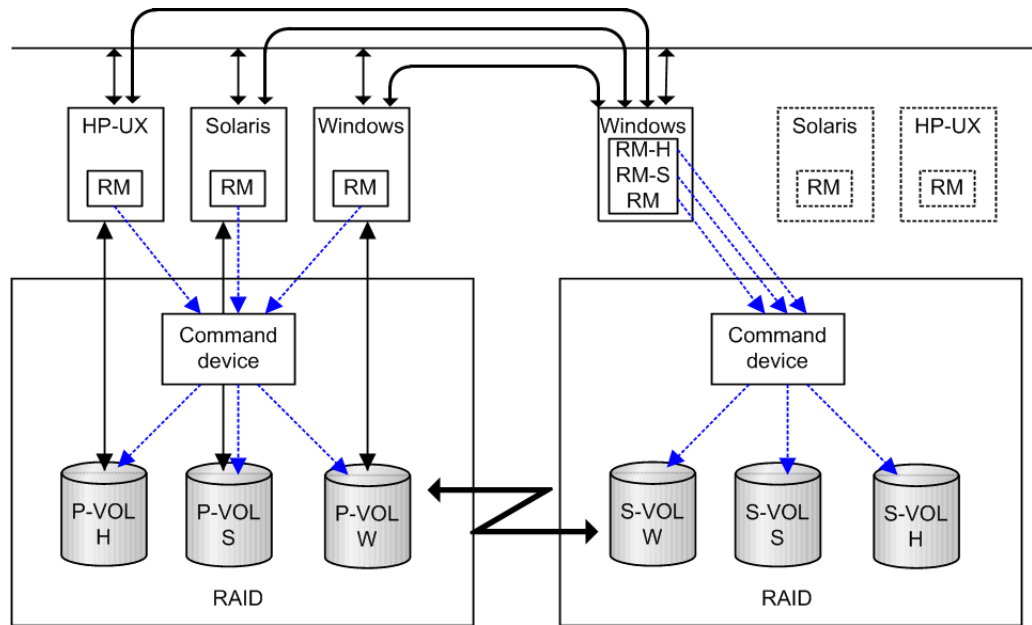 HP-UX
RM
Solaris
RM
Windows
RM
Windows
RM-H
RM-S
RM
Solaris
RM
HP-UX
RM
Command
device
Command
device
P-VOL
H
P-VOL
S
P-VOL
W
S-VOL
W
S-VOL
S
S-VOL
H
RAID
RAID